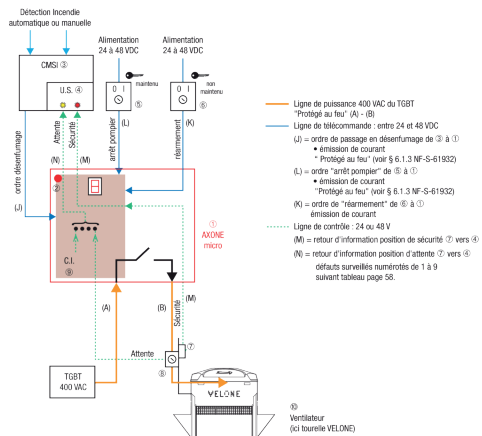 Détection Incendie
automatique ou manuelle
Alimentation
24 à 48 VDC
Alimentation
24 à 48 VDC
CMSI ③
U.S. ④
0 I
maintenu
⑤
0 I
non
maintenu
⑥
Attente
Sécurité
(N)
(M)
ordre désenfumage
(J)
arrêt pompier
(L)
réarmement
(K)
②
①
AXONE
micro
C.I.
⑨
(A)
(B)
Sécurité
(M)
Attente
⑦
⑧
TGBT
400 VAC
VELONE
⑩
Ventilateur
(ici tourelle VELONE)
Ligne de puissance 400 VAC du TGBT
"Protégé au feu" (A) - (B)
Ligne de télécommande : entre 24 et 48 VDC
(J) = ordre de passage en désenfumage de ③ à ①
• émission de courant
" Protégé au feu" (voir § 6.1.3 NF-S-61932)
(L) = ordre "arrêt pompier" de ⑤ à ①
• émission de courant
"Protégé au feu" (voir § 6.1.3 NF-S-61932)
(K) = ordre de "réarmement" de ⑥ à ①
émission de courant
Ligne de contrôle : 24 ou 48 V
(M) = retour d'information position de sécurité ⑦ vers ④
(N) = retour d'information position d'attente ⑦ vers ④
défauts surveillés numérotés de 1 à 9
suivant tableau page 58.